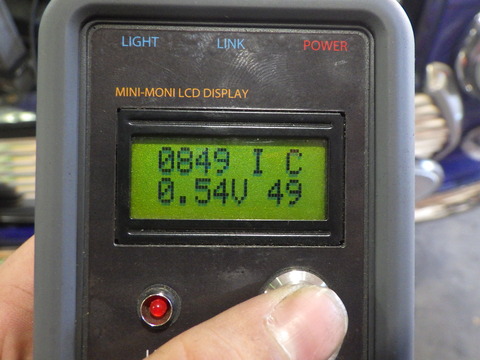 LIGHT LINK POWER
MINI-MONI LCD DISPLAY
0849 I C
0.54V 49